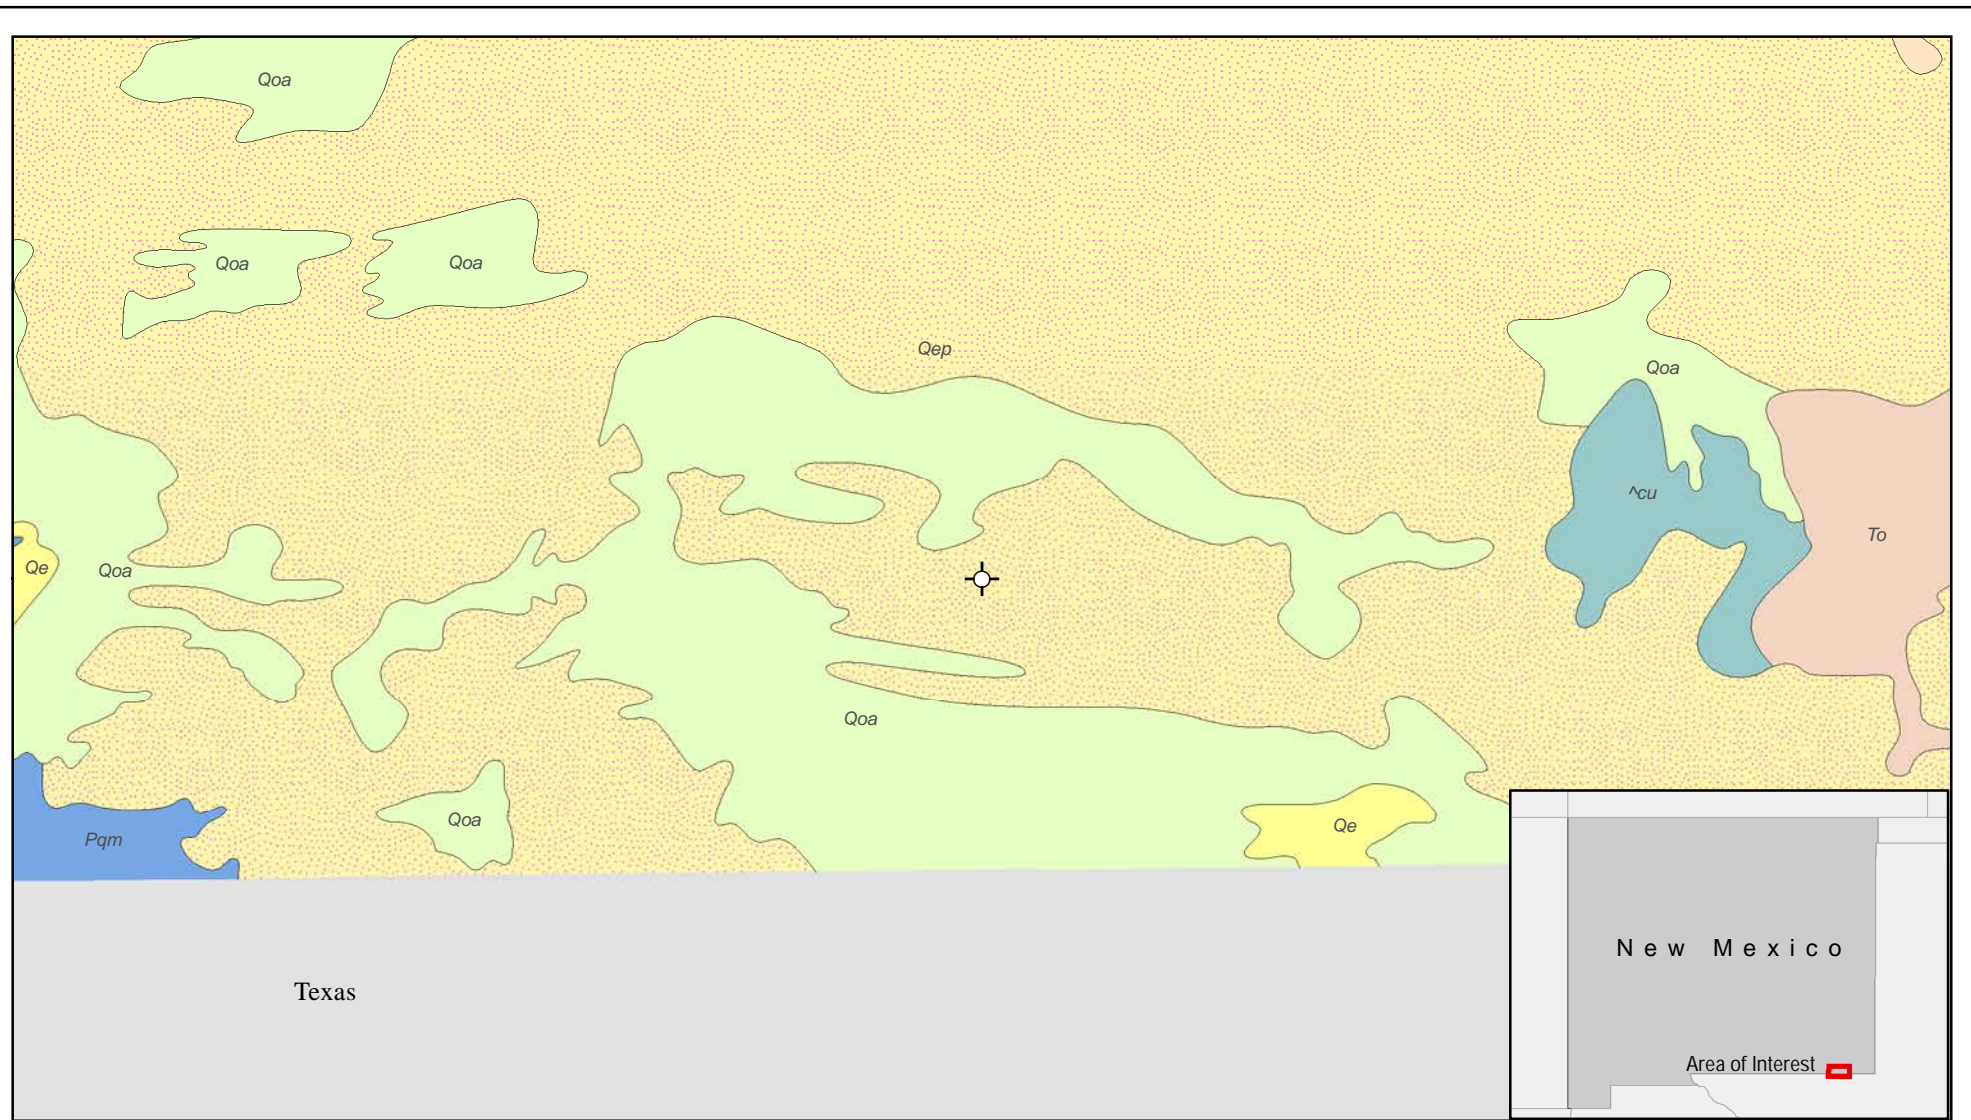 Qoa
Qoa
Qoa
Qep
Qoa
^cu
To
Qe
Qoa
Qoa
Qoa
Qe
Pqm
New Mexico
Texas
Area of Interest